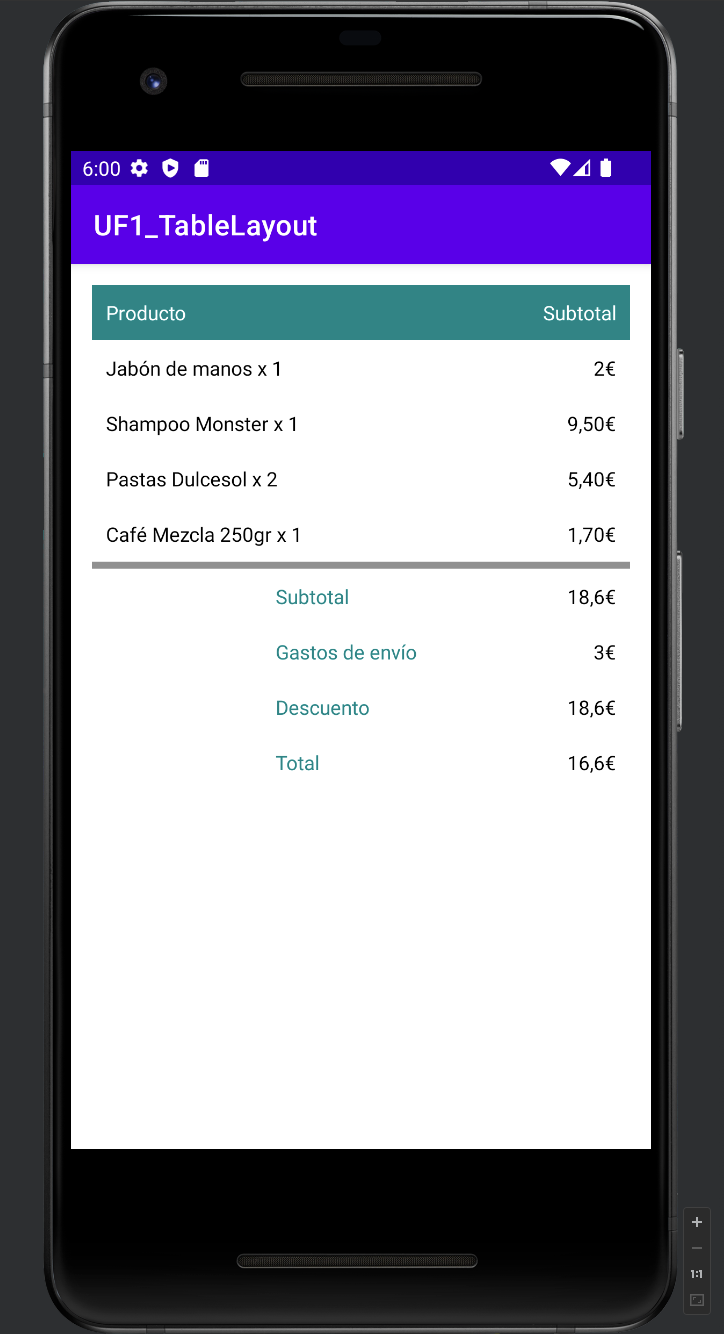 6:00
UF1_TableLayout
Producto Subtotal
Jabón de manos x 1 2€
Shampoo Monster x 1 9,50€
Pastas Dulcesol x 2 5,40€
Café Mezcla 250gr x 1 1,70€
Subtotal 18,6€
Gastos de envío 3€
Descuento 18,6€
Total 16,6€
1:1